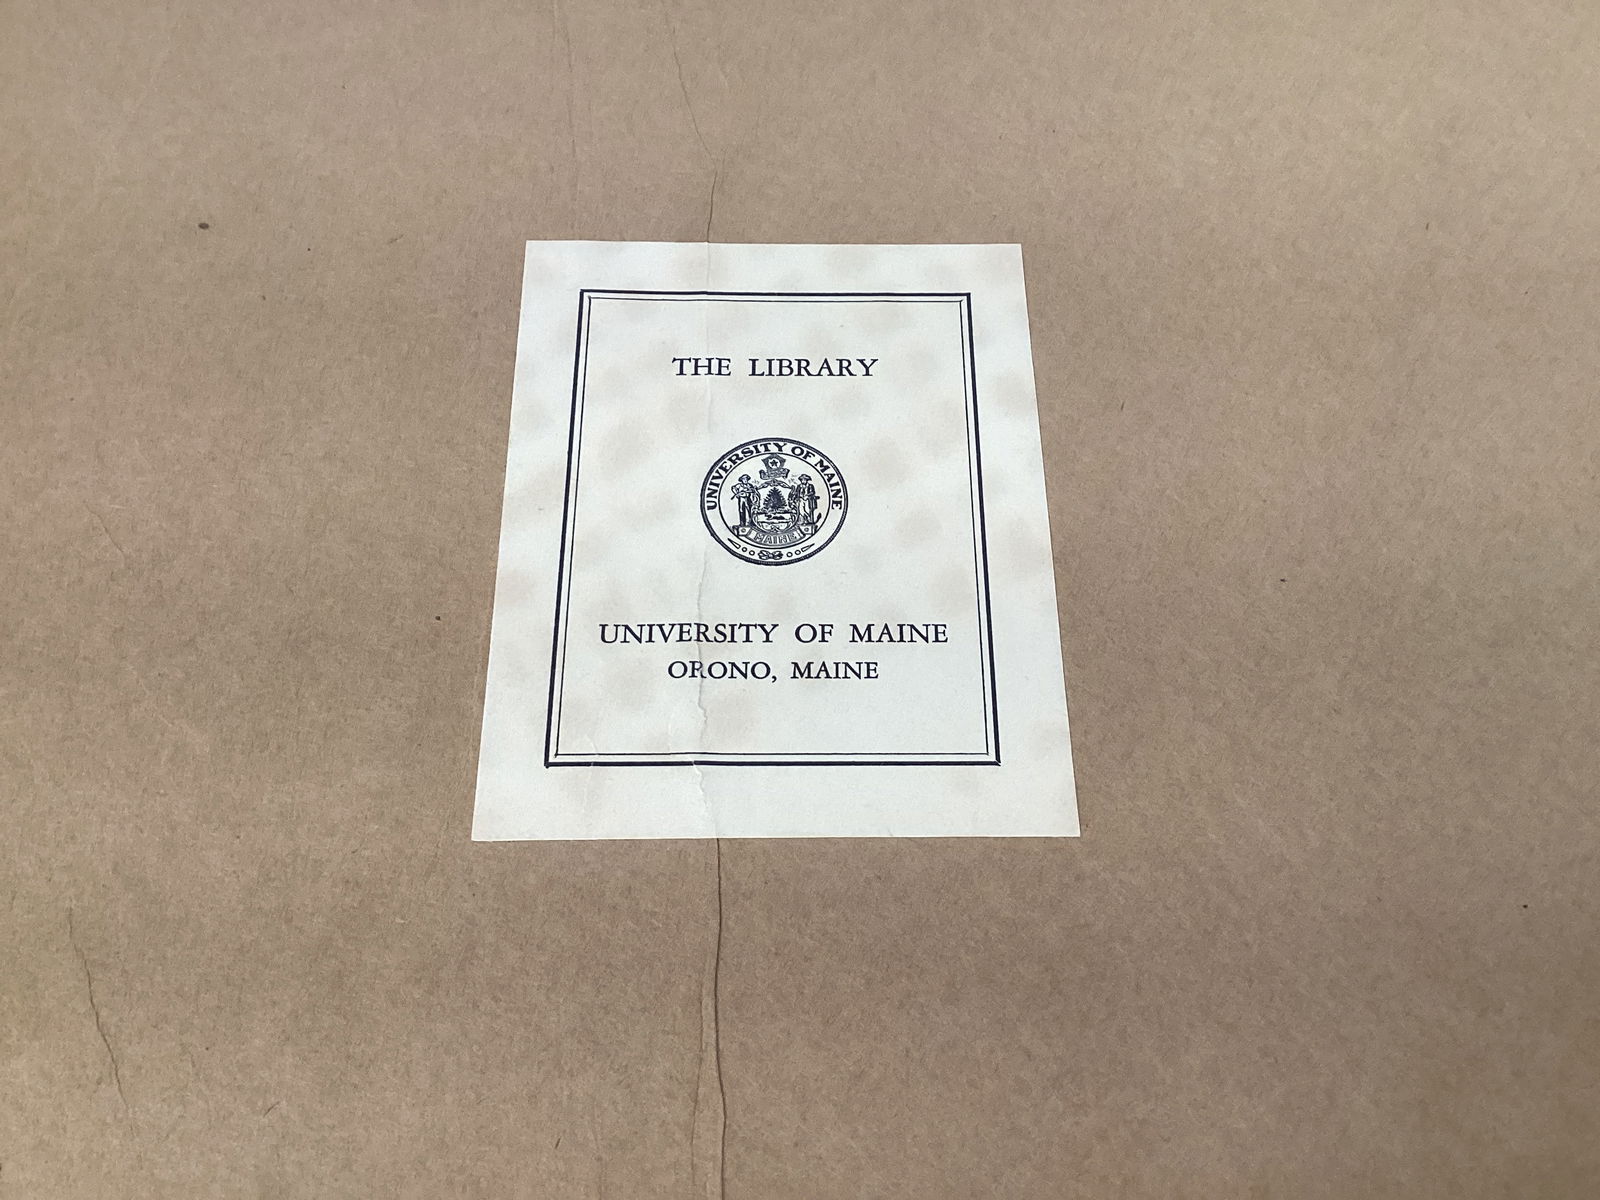 THE LIBRARY
UNIVERSITY OF MAINE
MAINE
UNIVERSITY OF MAINE
ORONO, MAINE